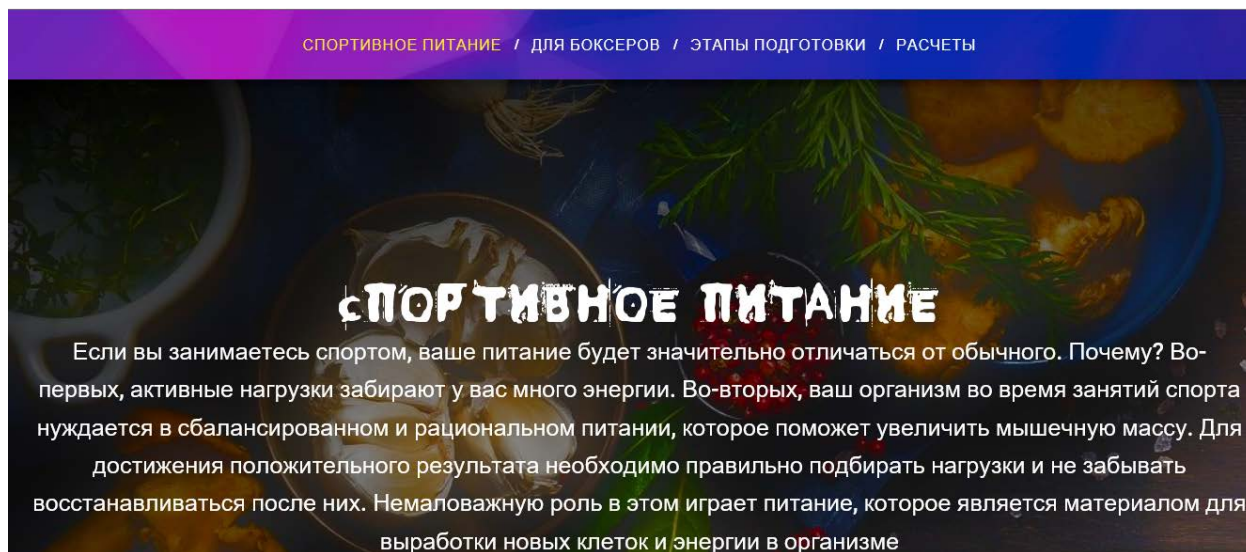 СПОРТИВНОЕ ПИТАНИЕ / ДЛЯ БОКСЕРОВ / ЭТАПЫ ПОДГОТОВКИ / РАСЧЕТЫ
сПОРТИВНОЕ ПИТАНИЕ
Если вы занимаетесь спортом, ваше питание будет значительно отличаться от обычного. Почему? Во-
первых, активные нагрузки забирают у вас много энергии. Во-вторых, ваш организм во время занятий спорта
нуждается в сбалансированном и рациональном питании, которое поможет увеличить мышечную массу. Для
достижения положительного результата необходимо правильно подбирать нагрузки и не забывать
восстанавливаться после них. Немаловажную роль в этом играет питание, которое является материалом для
выработки новых клеток и энергии в организме